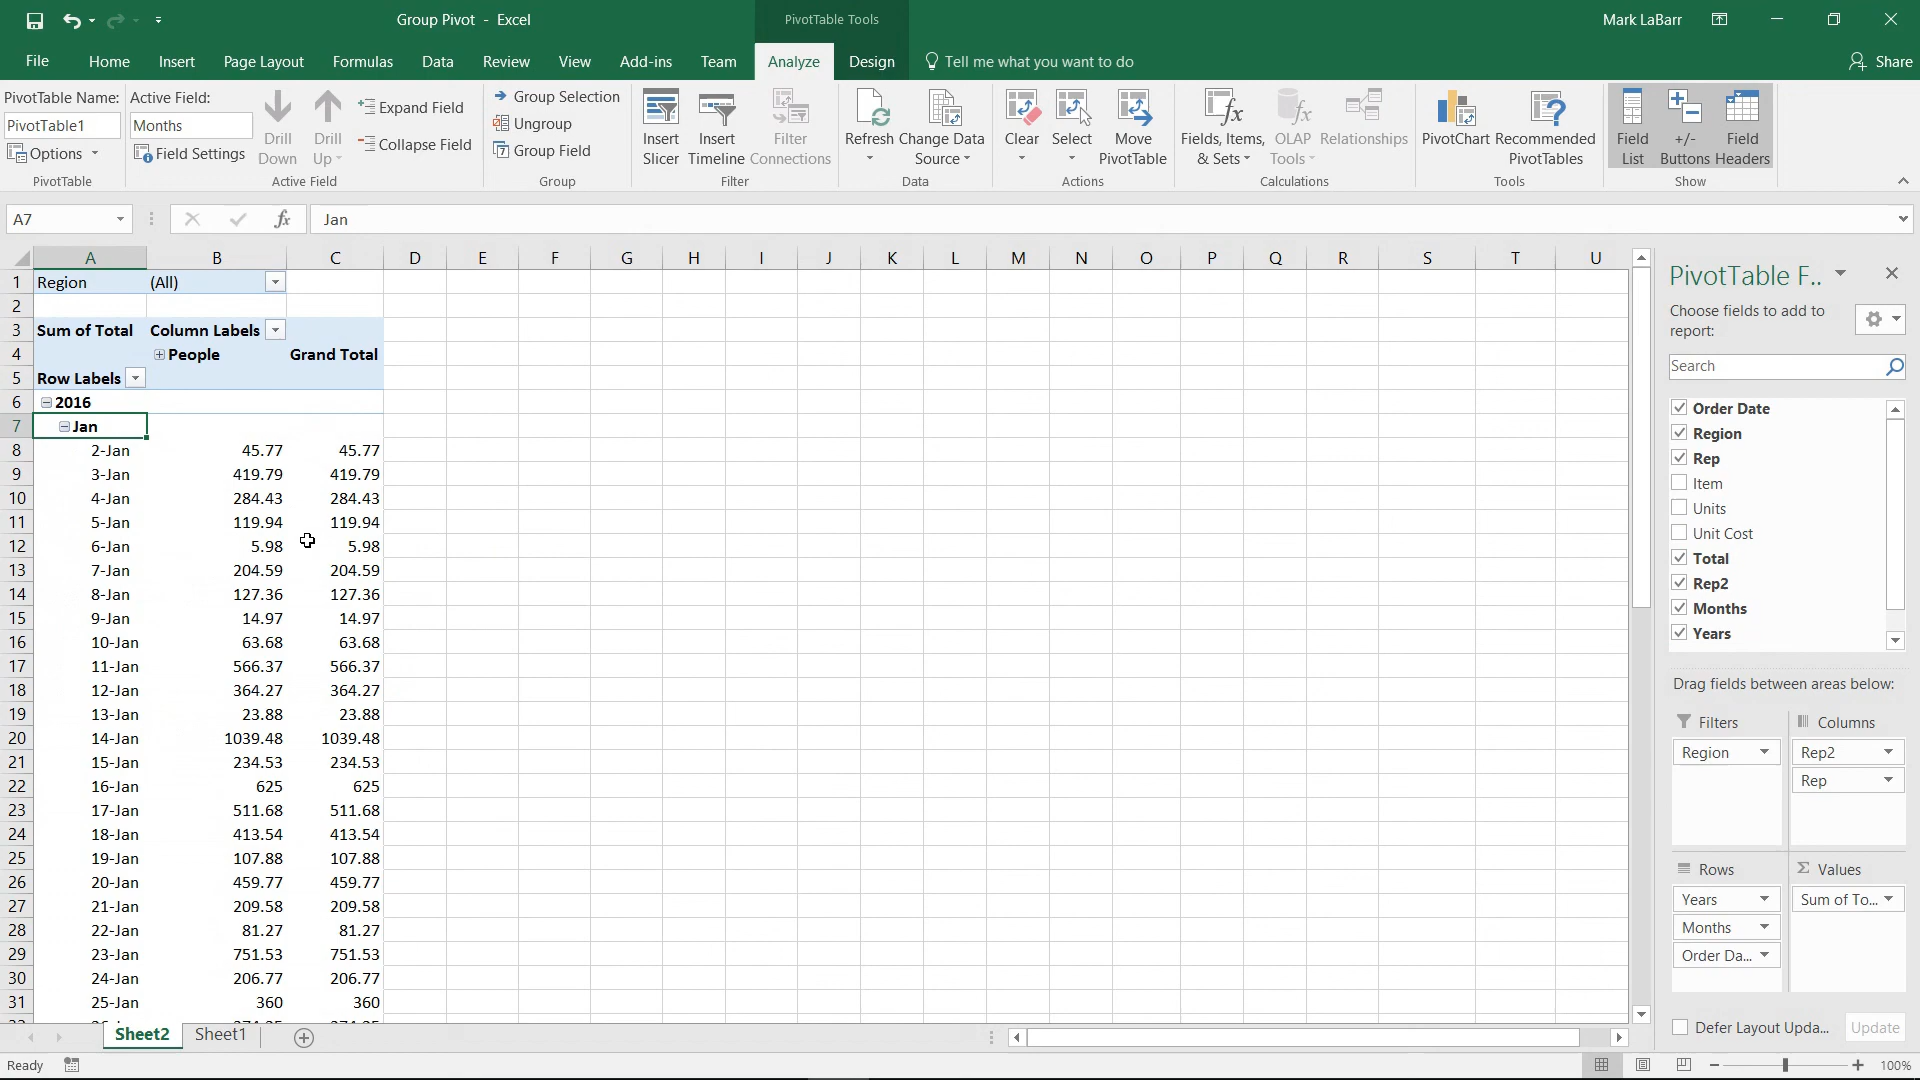 Group Pivot - Excel
PivotTable Tools
Mark LaBarr
File Home Insert Page Layout Formulas Data Review View Add-ins Team Analyze Design Tell me what you want to do Share
PivotTable Name:
PivotTable1
Options
PivotTable
Active Field:
Months
Field Settings
Drill Down
Drill Up
Expand Field
Collapse Field
Active Field
Group Selection
Ungroup
Group Field
Group
Insert Slicer
Insert Timeline
Filter Connections
Filter
Refresh
Change Data Source
Data
Clear
Select
Move PivotTable
Actions
Fields, Items, & Sets
OLAP Tools
Relationships
Calculations
PivotChart
Recommended PivotTables
Tools
Field List
+/- Buttons
Field Headers
Show
A7 fx Jan
A B C D E F G H I J K L M N O P Q R S T U
1 Region (All)
2
3 Sum of Total Column Labels
4 People Grand Total
5 Row Labels
6 2016
7 Jan
8 2-Jan 45.77 45.77
9 3-Jan 419.79 419.79
10 4-Jan 284.43 284.43
11 5-Jan 119.94 119.94
12 6-Jan 5.98 5.98
13 7-Jan 204.59 204.59
14 8-Jan 127.36 127.36
15 9-Jan 14.97 14.97
16 10-Jan 63.68 63.68
17 11-Jan 566.37 566.37
18 12-Jan 364.27 364.27
19 13-Jan 23.88 23.88
20 14-Jan 1039.48 1039.48
21 15-Jan 234.53 234.53
22 16-Jan 625 625
23 17-Jan 511.68 511.68
24 18-Jan 413.54 413.54
25 19-Jan 107.88 107.88
26 20-Jan 459.77 459.77
27 21-Jan 209.58 209.58
28 22-Jan 81.27 81.27
29 23-Jan 751.53 751.53
30 24-Jan 206.77 206.77
31 25-Jan 360 360
PivotTable F..
Choose fields to add to
report:
Search
Order Date
Region
Rep
Item
Units
Unit Cost
Total
Rep2
Months
Years
Drag fields between areas below:
Filters
Region
Columns
Rep2
Rep
Rows
Years
Months
Order Da...
Values
Sum of To...
Defer Layout Upda... Update
Sheet2 Sheet1
Ready
100%